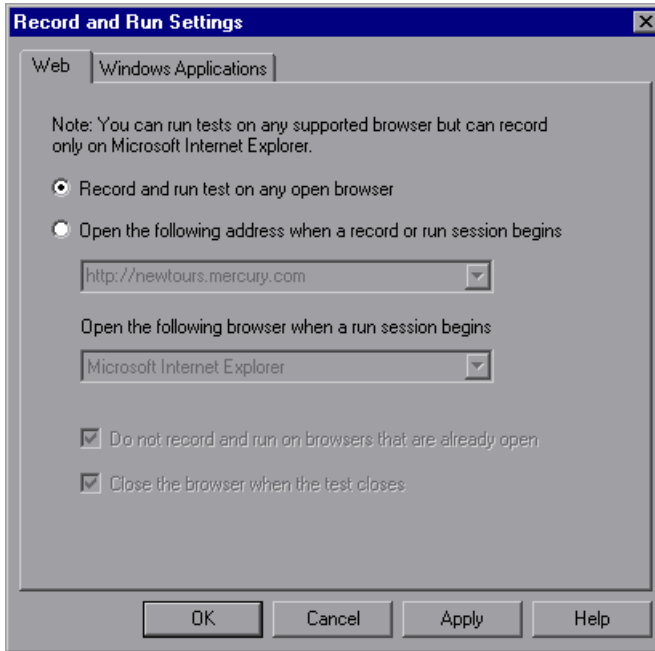 Record and Run Settings
Web
Windows Applications
Note: You can run tests on any supported browser but can record
only on Microsoft Internet Explorer.
Record and run test on any open browser
Open the following address when a record or run session begins
http://newtours.mercury.com
Open the following browser when a run session begins
Microsoft Internet Explorer
Do not record and run on browsers that are already open
Close the browser when the test closes
OK
Cancel
Apply
Help